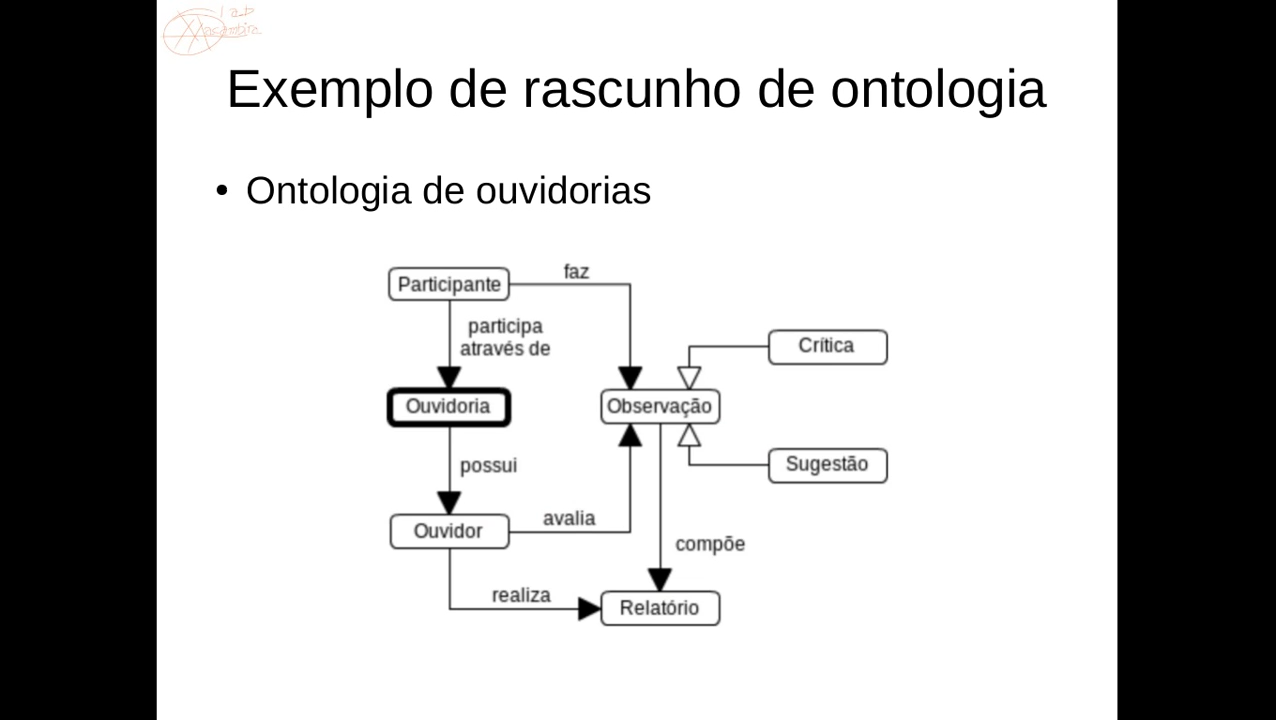 Exemplo de rascunho de ontologia
• Ontologia de ouvidorias
faz
Participante
participa
através de
Crítica
Ouvidoria
Observação
possui
Sugestão
avalia
Ouvidor
compõe
realiza
Relatório